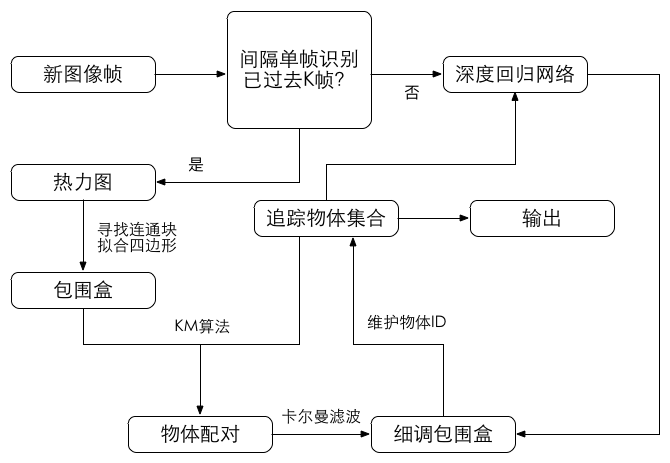 新图像帧
间隔单帧识别
已过去K帧?
深度回归网络
否
是
热力图
追踪物体集合
输出
寻找连通块
拟合四边形
包围盒
KM算法
维护物体ID
物体配对
卡尔曼滤波
细调包围盒